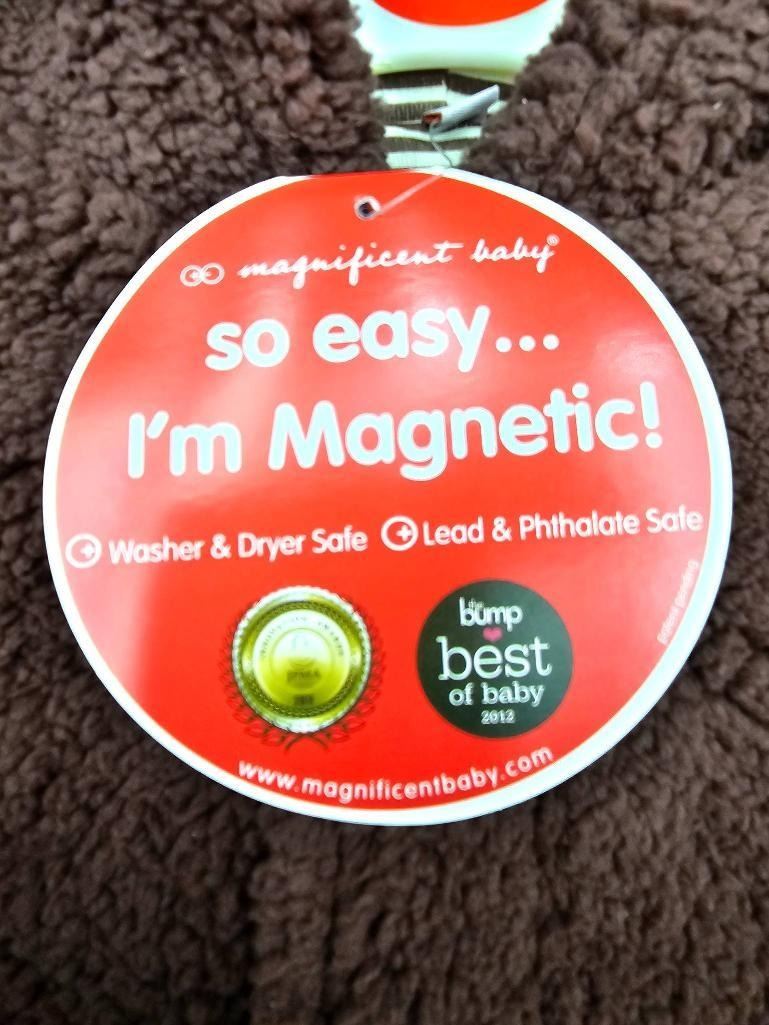 magnificent baby®
so easy...
I'm Magnetic!
Washer & Dryer Safe
Lead & Phthalate Safe
the
bump
best
of baby
2012
www.magnificentbaby.com